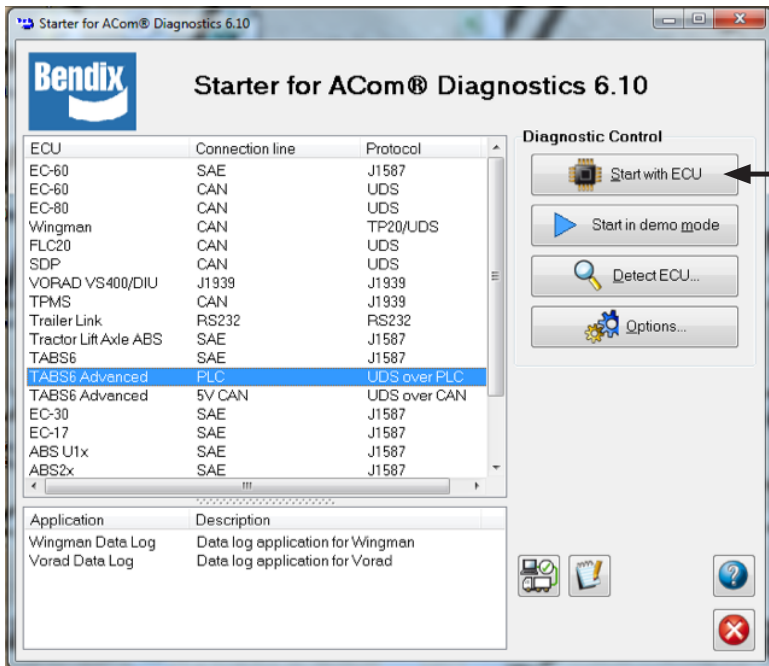 Starter for ACom® Diagnostics 6.10
Bendix
Starter for ACom® Diagnostics 6.10
ECU Connection line Protocol
EC-60 SAE J1587
EC-60 CAN UDS
EC-80 CAN UDS
Wingman CAN TP20/UDS
FLC20 CAN UDS
SDP CAN UDS
VORAD VS400/DIU J1939 J1939
TPMS CAN J1939
Trailer Link RS232 RS232
Tractor Lift Axle ABS SAE J1587
TABS6 SAE J1587
TABS6 Advanced PLC UDS over PLC
TABS6 Advanced 5V CAN UDS over CAN
EC-30 SAE J1587
EC-17 SAE J1587
ABS U1x SAE J1587
ABS2x SAE J1587
Diagnostic Control
Start with ECU
Start in demo mode
Detect ECU...
Options...
Application Description
Wingman Data Log Data log application for Wingman
Vorad Data Log Data log application for Vorad